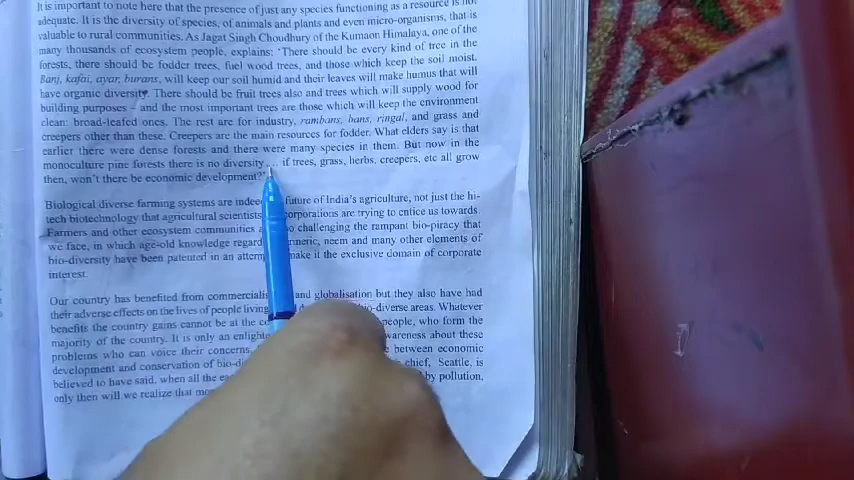 It is important to note here that the presence of just any species functioning as a resource is not
adequate. It is the diversity of species, of animals and plants and even micro-organisms, that is
valuable to rural communities. As Jagat Singh Choudhury of the Kumaon Himalaya, one of the
many thousands of ecosystem people, explains: 'There should be every kind of tree in the
forests, there should be fodder trees, fuel wood trees, and those which keep the soil moist.
Banj, kafai, ayar, burans, will keep our soil humid and their leaves will make humus that will
have organic diversity. There should be fruit trees also and trees which will supply wood for
building purposes – and the most important trees are those which will keep the environment
clean: broad-leafed ones. The rest are for industry, rambans, bans, ringal, and grass and
creepers other than these. Creepers are the main resources for fodder. What elders say is that
earlier there were dense forests and there were many species in them. But now in the
monoculture pine forests there is no diversity.... if trees, grass, herbs, creepers, etc all grow
then, won't there be economic development?'
Biological diverse farming systems are indeed future of India's agriculture, not just the hi-
tech biotechnology that agricultural scientists corporations are trying to entice us towards.
Farmers and other ecosystem communities so challenging the rampant bio-piracy that
we face, in which age-old knowledge regard neem and many other elements of
bio-diversity have been patented in an attem make it the exclusive domain of corporate
interest.
Our country has benefited from commercialis and globalisation but they also have had
their adverse effects on the lives of people living bio-diverse areas. Whatever
benefits the country gains cannot be at the people, who form the
majority of the country. It is only an enlight awareness about these
problems who can voice their concerns. between economic
development and conservation of bio-d chief, Seattle, is
believed to have said, when all the by pollution,
only then will we realize that